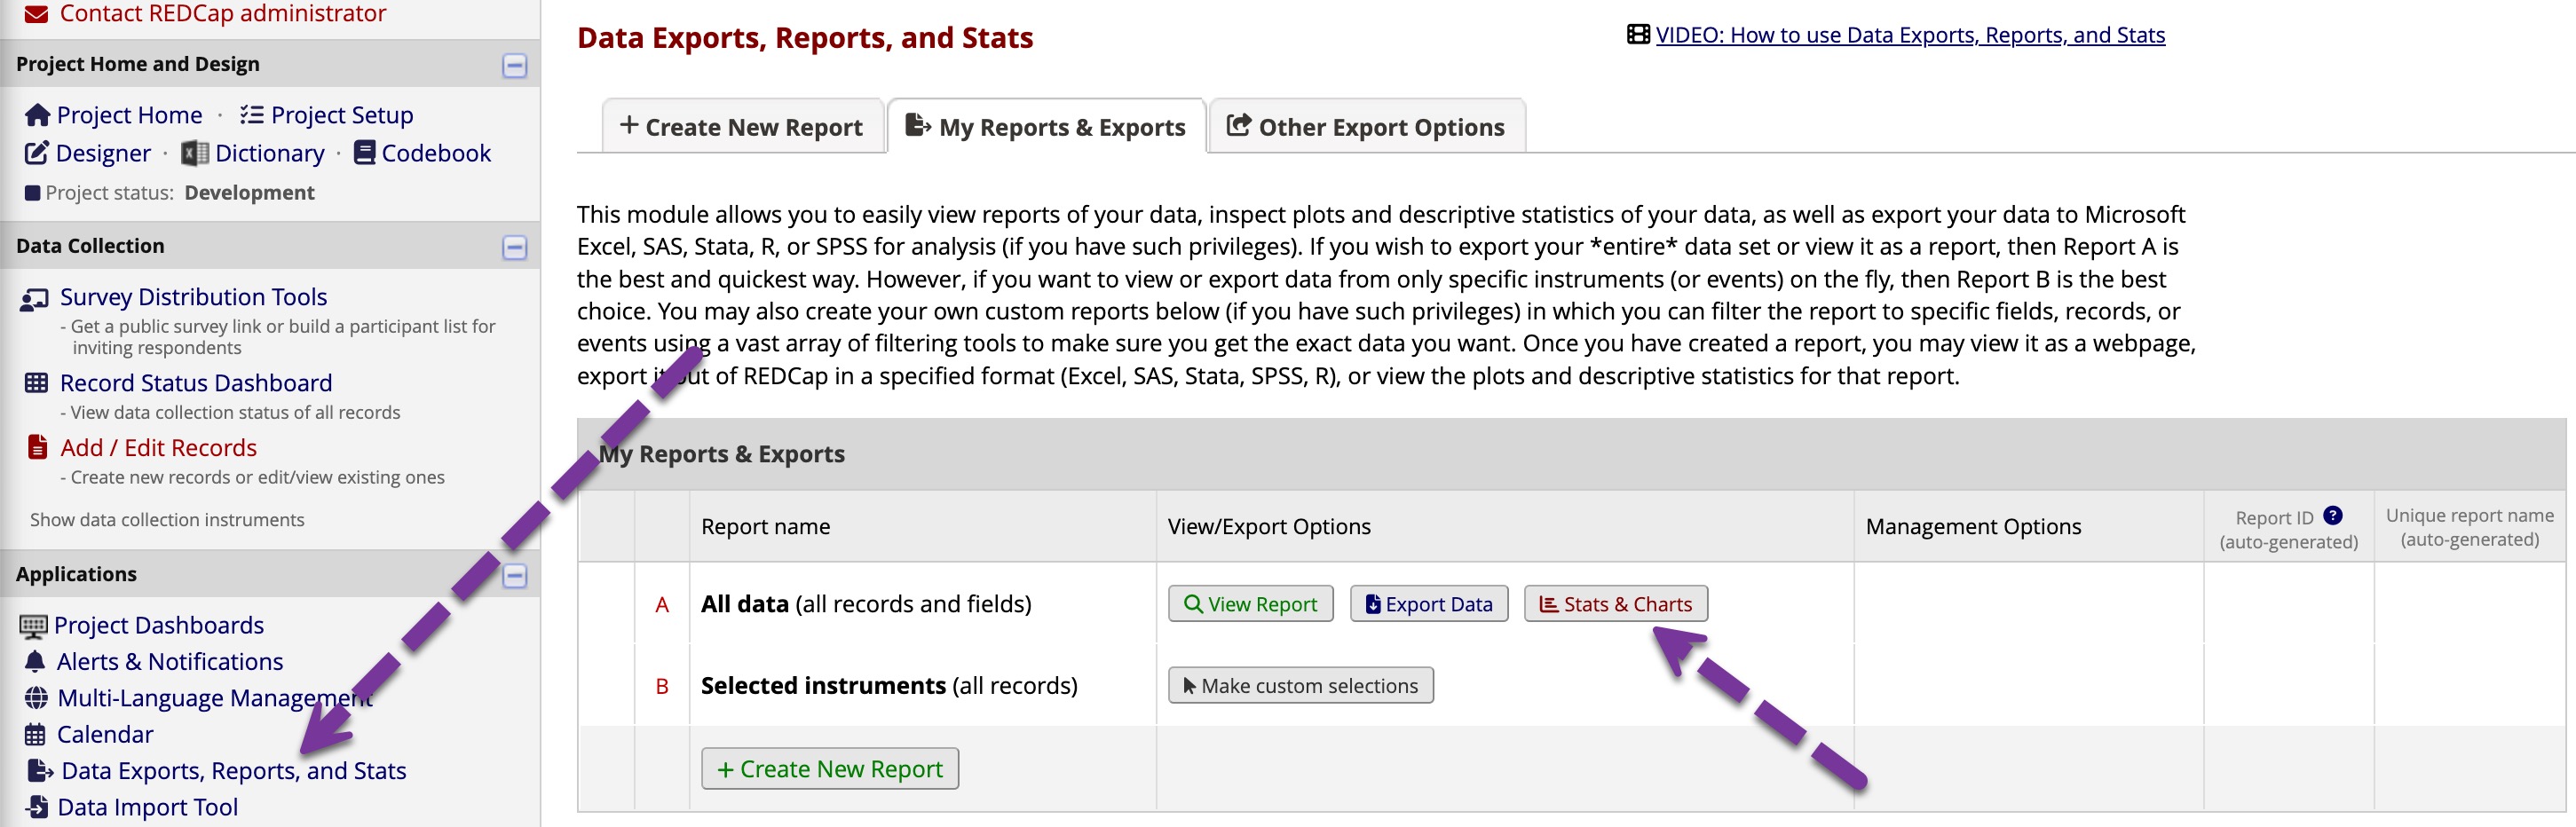 Contact REDCap administrator
Project Home and Design
Project Home · Project Setup
Designer · Dictionary · Codebook
Project status: Development
Data Collection
Survey Distribution Tools
- Get a public survey link or build a participant list for
inviting respondents
Record Status Dashboard
- View data collection status of all records
Add / Edit Records
- Create new records or edit/view existing ones
Show data collection instruments
Applications
Project Dashboards
Alerts & Notifications
Multi-Language Management
Calendar
Data Exports, Reports, and Stats
Data Import Tool
Data Exports, Reports, and Stats
VIDEO: How to use Data Exports, Reports, and Stats
+ Create New Report
My Reports & Exports
Other Export Options
This module allows you to easily view reports of your data, inspect plots and descriptive statistics of your data, as well as export your data to Microsoft
Excel, SAS, Stata, R, or SPSS for analysis (if you have such privileges). If you wish to export your *entire* data set or view it as a report, then Report A is
the best and quickest way. However, if you want to view or export data from only specific instruments (or events) on the fly, then Report B is the best
choice. You may also create your own custom reports below (if you have such privileges) in which you can filter the report to specific fields, records, or
events using a vast array of filtering tools to make sure you get the exact data you want. Once you have created a report, you may view it as a webpage,
export it out of REDCap in a specified format (Excel, SAS, Stata, SPSS, R), or view the plots and descriptive statistics for that report.
My Reports & Exports
Report name
View/Export Options
Management Options
Report ID ?
(auto-generated)
Unique report name
(auto-generated)
A
All data (all records and fields)
View Report
Export Data
Stats & Charts
B
Selected instruments (all records)
Make custom selections
+ Create New Report